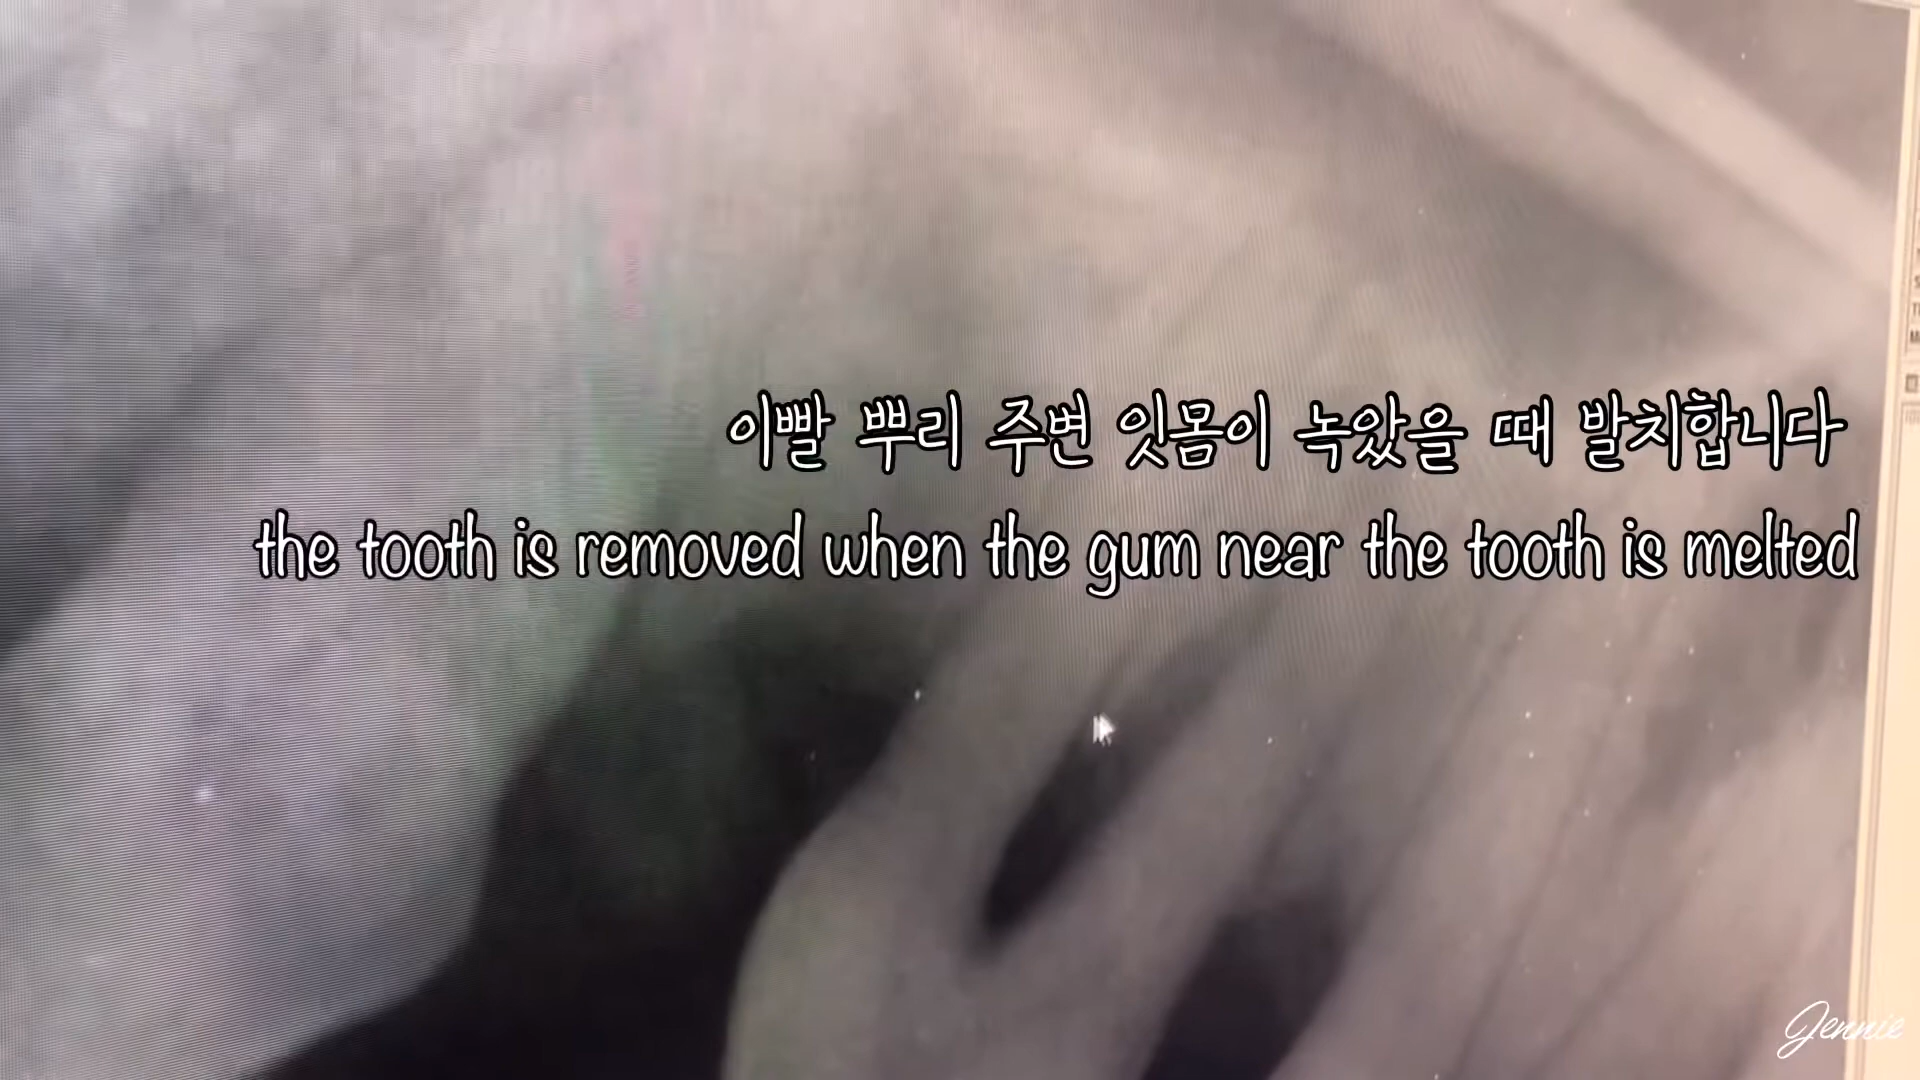 이빨 뿌리 주변 잇몸이 녹았을 때 발치합니다
the tooth is removed when the gum near the tooth is melted
Jennie